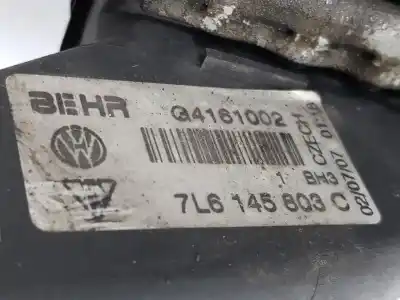 BEHR G4161002
1 BH3
7L6 145 803 C
CZECH 01:18
02/07/07